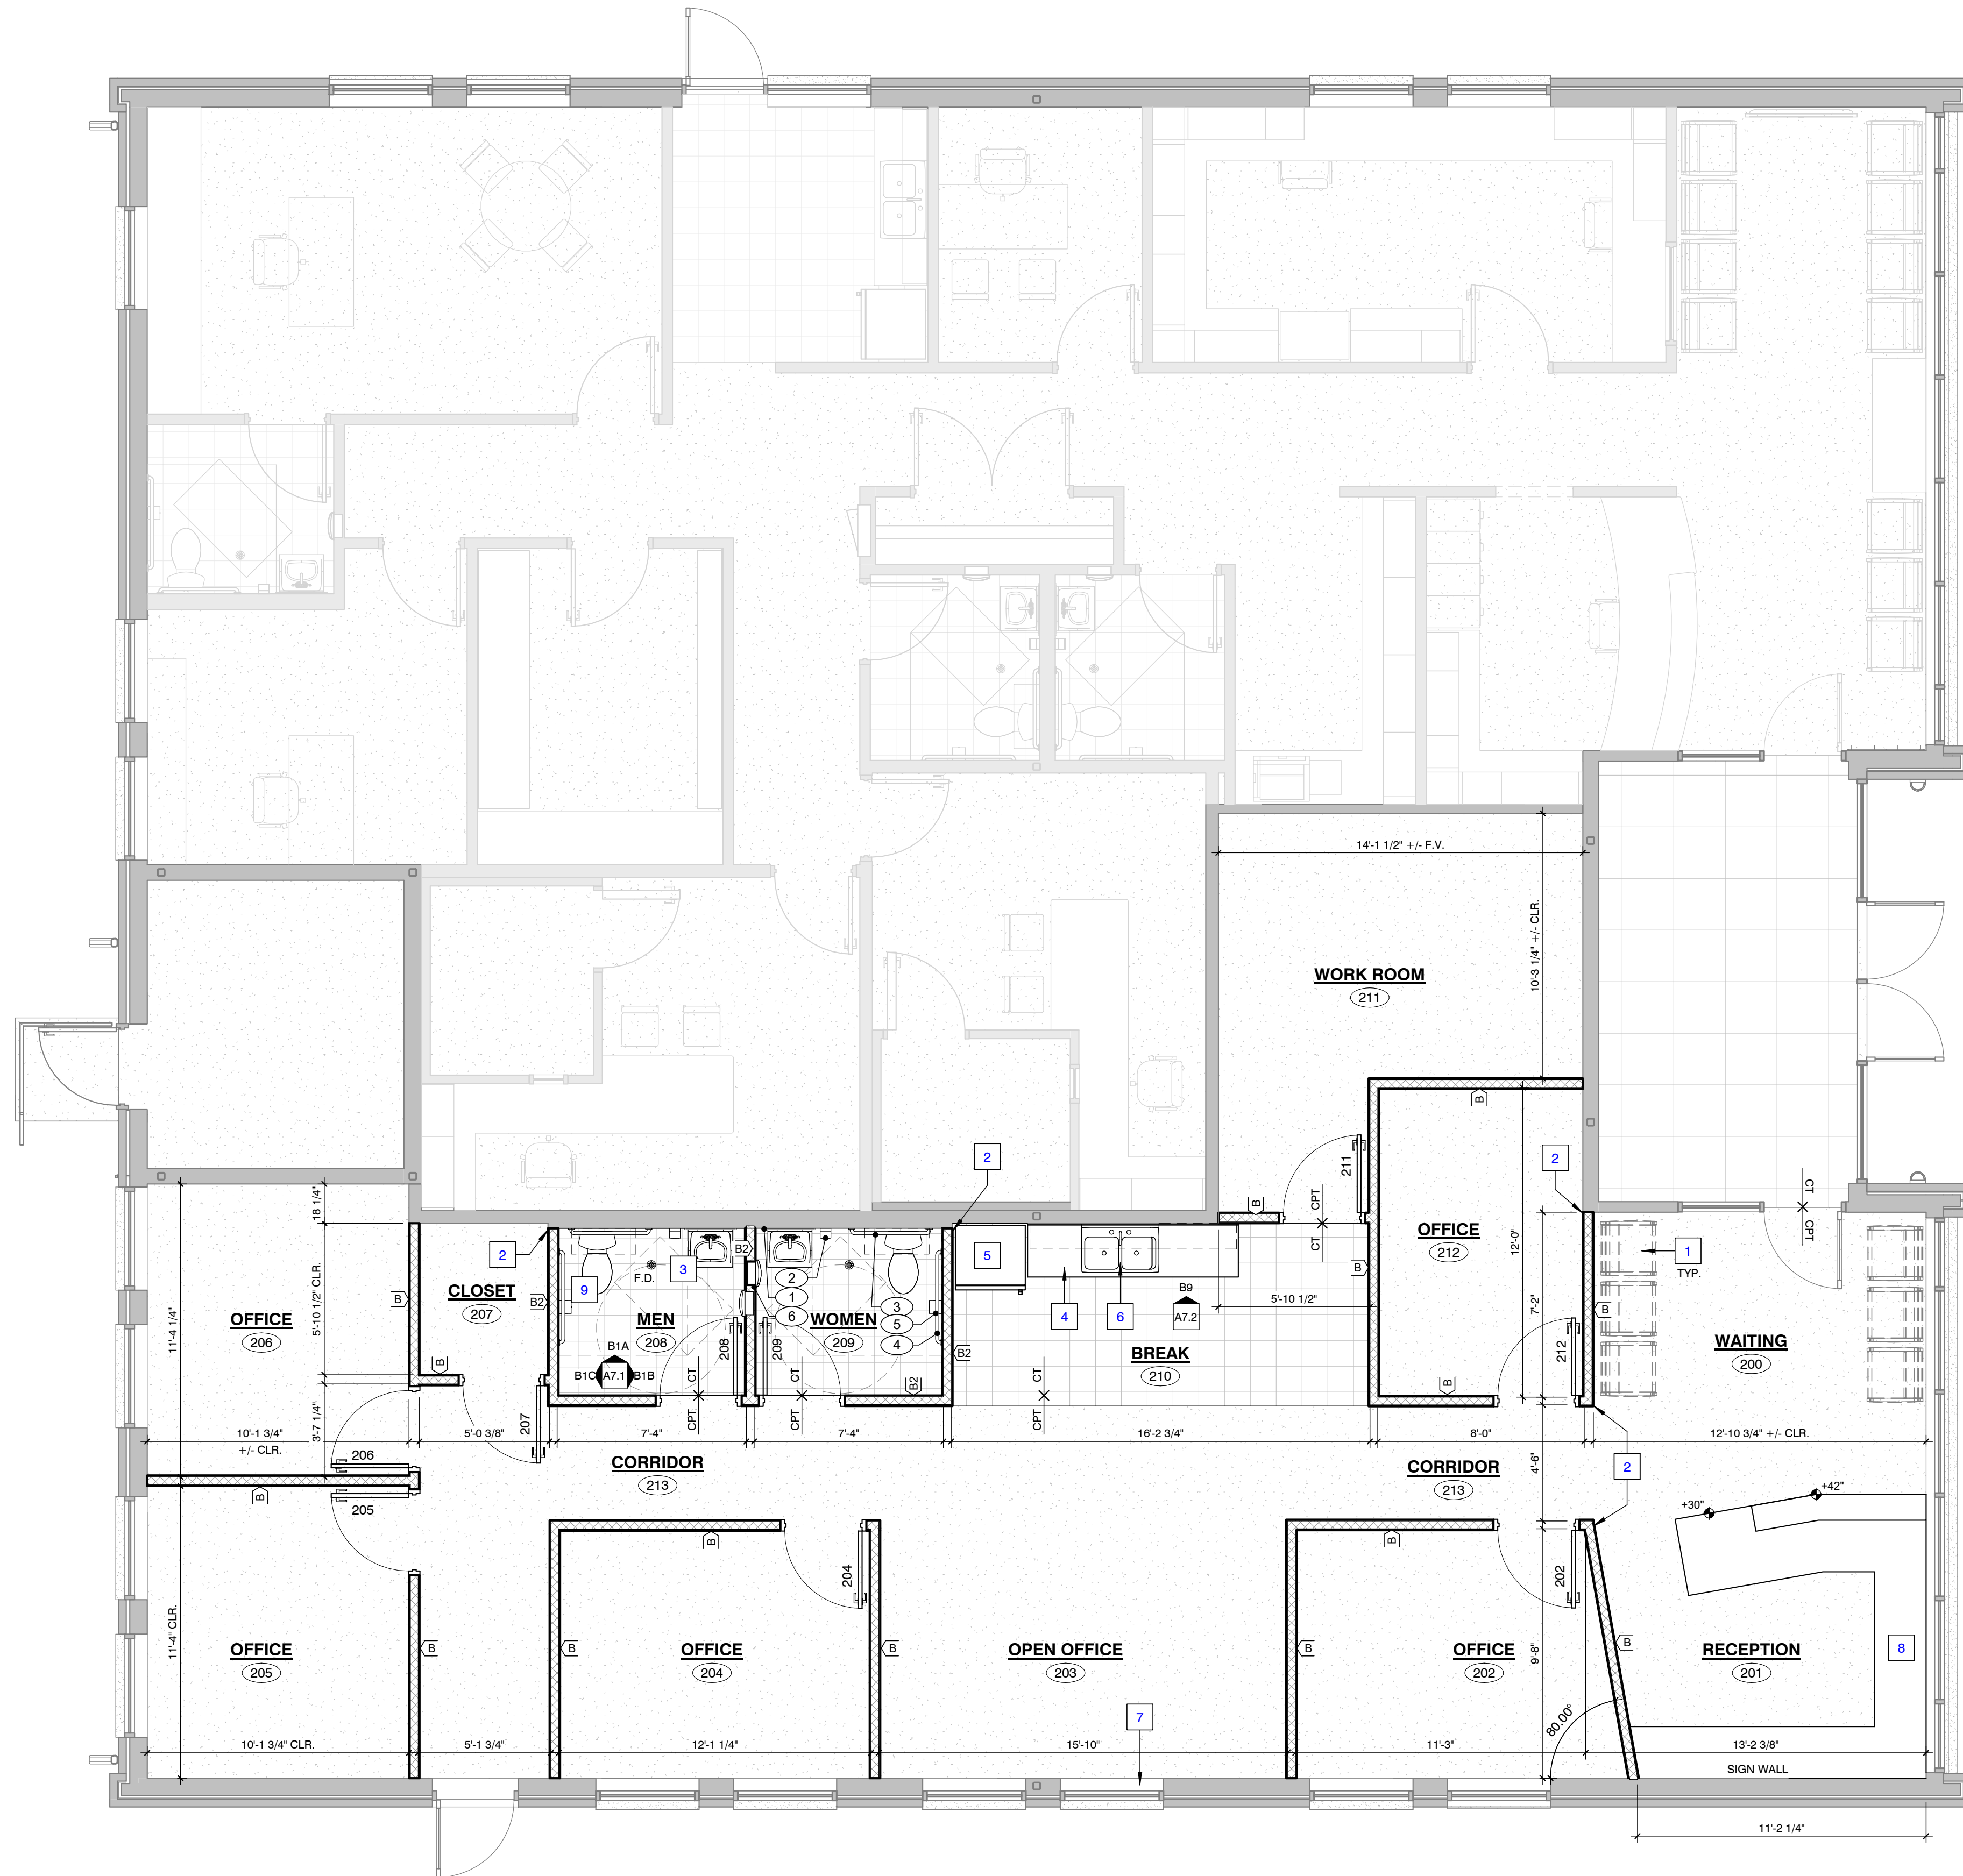 14'-1 1/2" +/- F.V.
10'-3 1/4" +/- CLR.
WORK ROOM
211
B
2
2
211
CPT
CT
B
OFFICE
212
12'-0"
CT
CPT
18 1/4"
2
5
B2
3
2
F.D.
9
1
6
3
5
4
4
6
B9
A7.2
5'-10 1/2"
B
7'-2"
B
1
TYP.
CLOSET
207
B
B2
5'-10 1/2" CLR.
11'-4 1/4"
OFFICE
206
MEN
208
WOMEN
209
B1A
B1C
A7.1
B1B
208
209
B2
B2
BREAK
210
212
WAITING
200
B
B
CT
CPT
CT
CPT
CT
CPT
3'-7 1/4"
207
10'-1 3/4"
+/- CLR.
5'-0 3/8"
7'-4"
7'-4"
16'-2 3/4"
8'-0"
12'-10 3/4" +/- CLR.
206
CORRIDOR
213
CORRIDOR
213
4'-6"
2
B
205
+30"
+42"
B
B
204
202
11'-4" CLR.
OFFICE
205
B
B
OFFICE
204
B
OPEN OFFICE
203
B
OFFICE
202
9'-8"
B
RECEPTION
201
8
7
80.00°
10'-1 3/4" CLR.
5'-1 3/4"
12'-1 1/4"
15'-10"
11'-3"
13'-2 3/8"
SIGN WALL
11'-2 1/4"